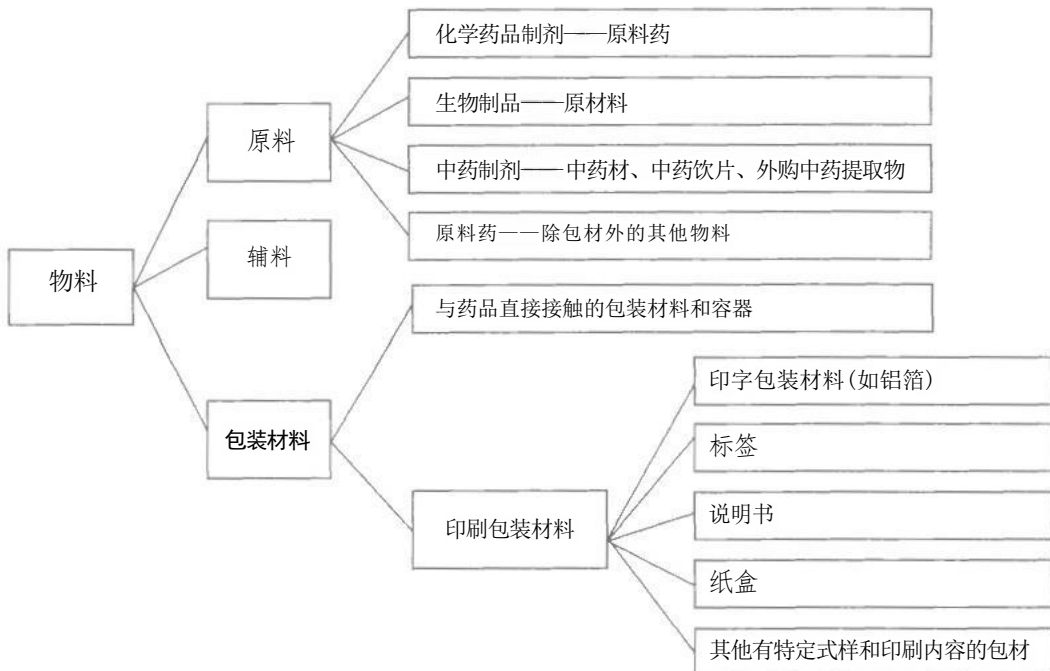 化学药品制剂——原料药
生物制品——原材料
原料
中药制剂——中药材、中药饮片、外购中药提取物
原料药——除包材外的其他物料
辅料
物料
与药品直接接触的包装材料和容器
印字包装材料(如铝箔)
包装材料
标签
说明书
印刷包装材料
纸盒
其他有特定式样和印刷内容的包材